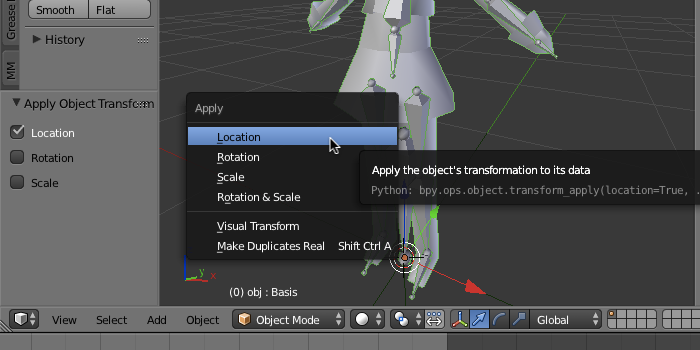 Grease
Smooth
Flat
History
MM
Apply Object Transform
Location
Rotation
Scale
Apply
Location
Rotation
Scale
Rotation & Scale
Visual Transform
Make Duplicates Real Shift Ctrl A
Apply the object's transformation to its data
Python: bpy.ops.object.transform_apply(location=True, .
y
x
(0) obj : Basis
View Select Add Object Object Mode Global